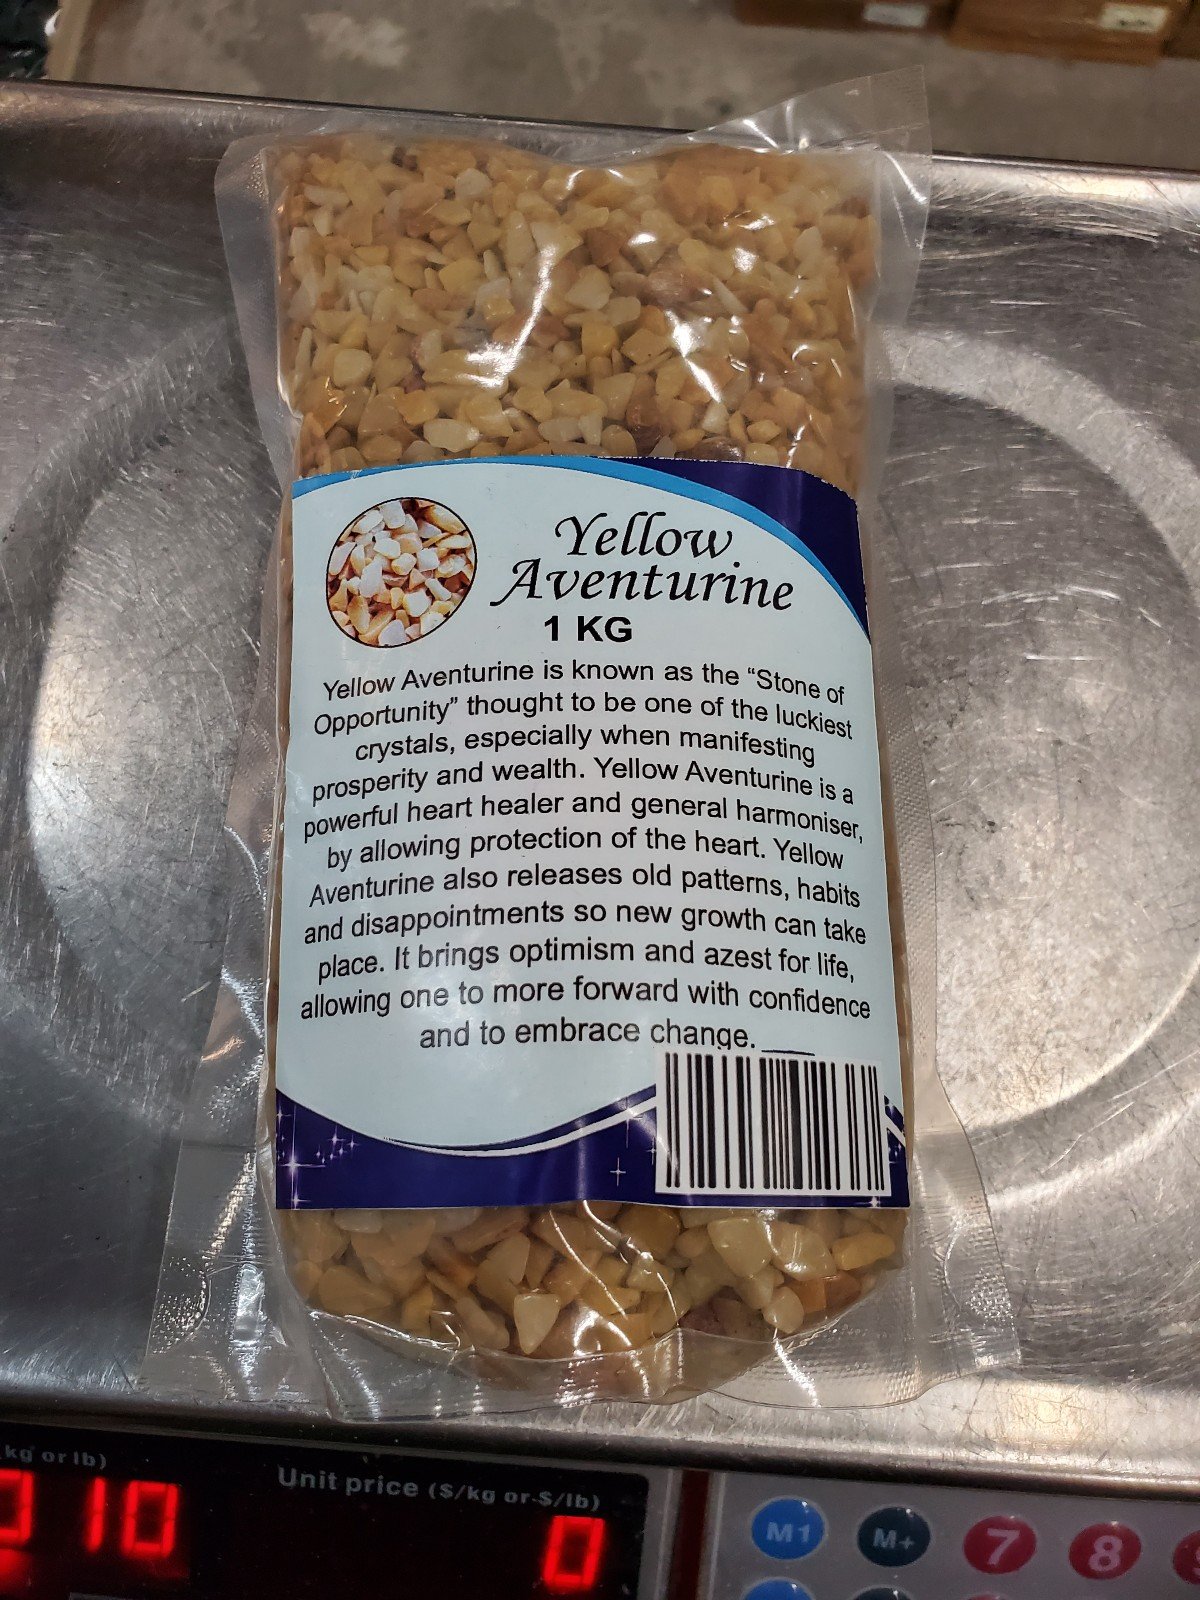 Yellow
Aventurine
1 KG
Yellow Aventurine is known as the “Stone of
Opportunity” thought to be one of the luckiest
crystals, especially when manifesting
prosperity and wealth. Yellow Aventurine is a
powerful heart healer and general harmoniser,
by allowing protection of the heart. Yellow
Aventurine also releases old patterns, habits
and disappointments so new growth can take
place. It brings optimism and azest for life,
allowing one to more forward with confidence
and to embrace change.
kg or lb)
Unit price ($/kg or $/lb)
010
0
M1 M+ 7 8